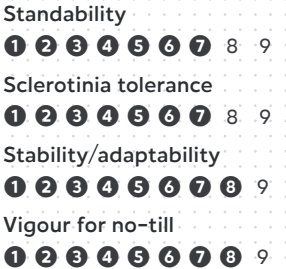 Standability
1 2 3 4 5 6 7 8 9
Sclerotinia tolerance
1 2 3 4 5 6 7 8 9
Stability/adaptability
1 2 3 4 5 6 7 8 9
Vigour for no-till
1 2 3 4 5 6 7 8 9